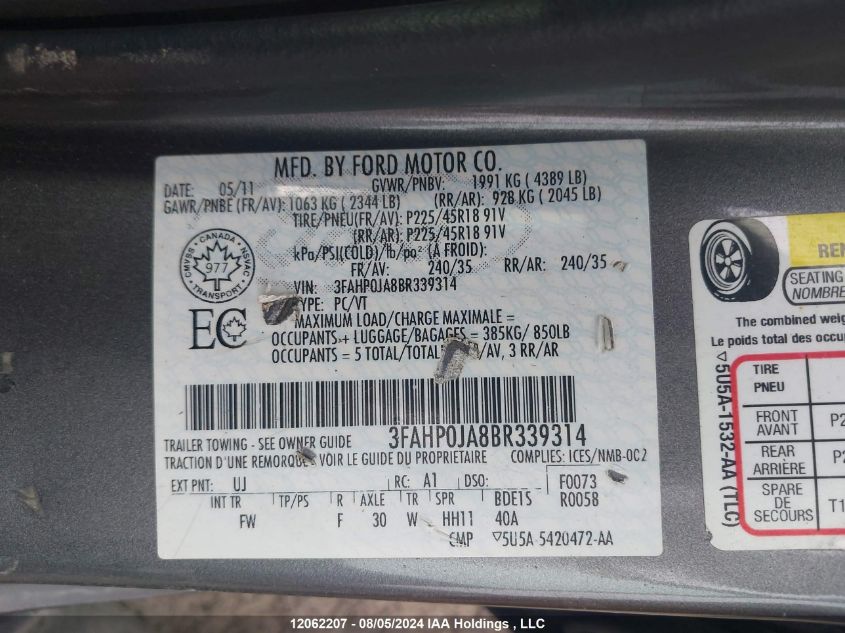 MFD. BY FORD MOTOR CO.
DATE: 05/11 GVWR/PNBV: 1991 KG ( 4389 LB)
GAWR/PNBE (FR/AV): 1063 KG ( 2344 LB) (RR/AR): 928 KG ( 2045 LB)
TIRE/PNEU(FR/AV): P225/45R18 91V
(RR/AR): P225/45R18 91V
kPa/PSI(COLD)/lb/po² (A FROID):
FR/AV: 240/35 RR/AR: 240/35
VIN: 3FAHP0JA8BR339314
TYPE: PC/VT
CANADA
CMVSS NSVAC
977
TRANSPORT
EC
MAXIMUM LOAD/CHARGE MAXIMALE =
OCCUPANTS + LUGGAGE/BAGAGES = 385KG/ 850LB
OCCUPANTS = 5 TOTAL/TOTAL /AV, 3 RR/AR
3FAHP0JA8BR339314
TRAILER TOWING - SEE OWNER GUIDE
TRACTION D'UNE REMORQUE VOIR LE GUIDE DU PROPRIETAIRE COMPLIES: ICES/NMB-002
EXT PNT: UJ RC: A1 DSO: F0073
R0058
INT TR TP/PS R AXLE TR SPR BDE1S
FW F 30 W HH11 40A
CMP ▽5U5A 5420472-AA
REN
SEATING
NOMBRE
The combined weig
Le poids total des occup
TIRE
PNEU
FRONT
AVANT P2
REAR
ARRIÈRE P2
SPARE
DE
SECOURS T1
▽5U5A-1532-AA (TLC)
12062207 - 08/05/2024 IAA Holdings , LLC